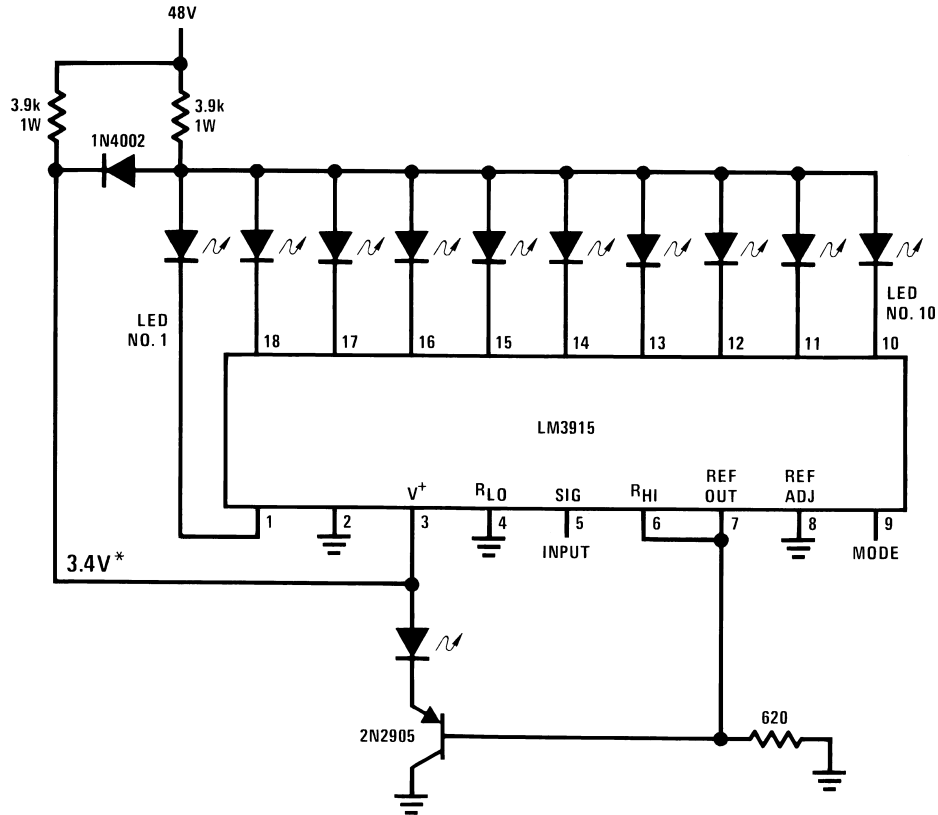 48V
3.9k
1W
3.9k
1W
1N4002
LED
NO. 1
LED
NO. 10
18
17
16
15
14
13
12
11
10
LM3915
V+
RLO
SIG
RHI
REF
OUT
REF
ADJ
1
2
3
4
5
6
7
8
9
INPUT
MODE
3.4V*
2N2905
620